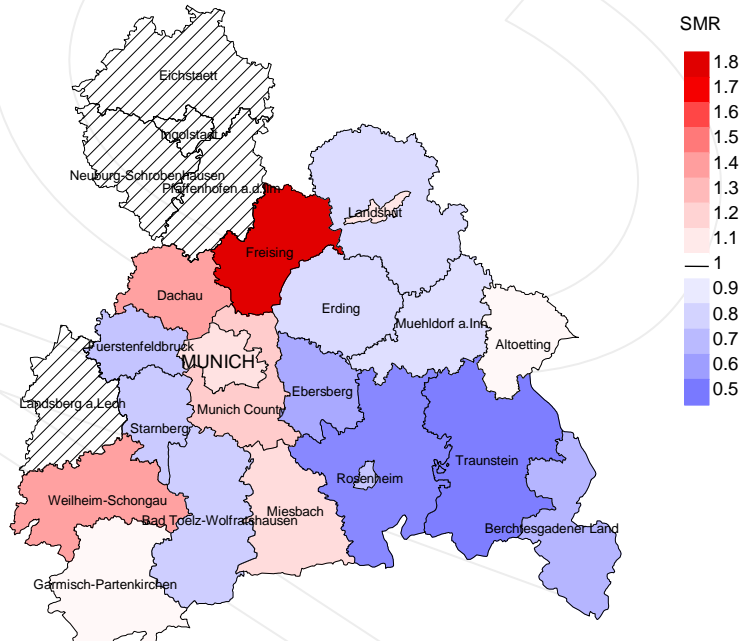 SMR
1.8
1.7
1.6
1.5
1.4
1.3
1.2
1.1
1
0.9
0.8
0.7
0.6
0.5
Eichstaett
Ingolstadt
Neuburg-Schrobenhausen
Pfaffenhofen a.d.Ilm
Landshut
Freising
Dachau
Erding
Muehldorf a.Inn
Altoetting
Fuerstenfeldbruck
MUNICH
Ebersberg
Landsberg a.Lech
Munich County
Starnberg
Traunstein
Rosenheim
Weilheim-Schongau
Miesbach
Bad Toelz-Wolfratshausen
Berchtesgadener Land
Garmisch-Partenkirchen